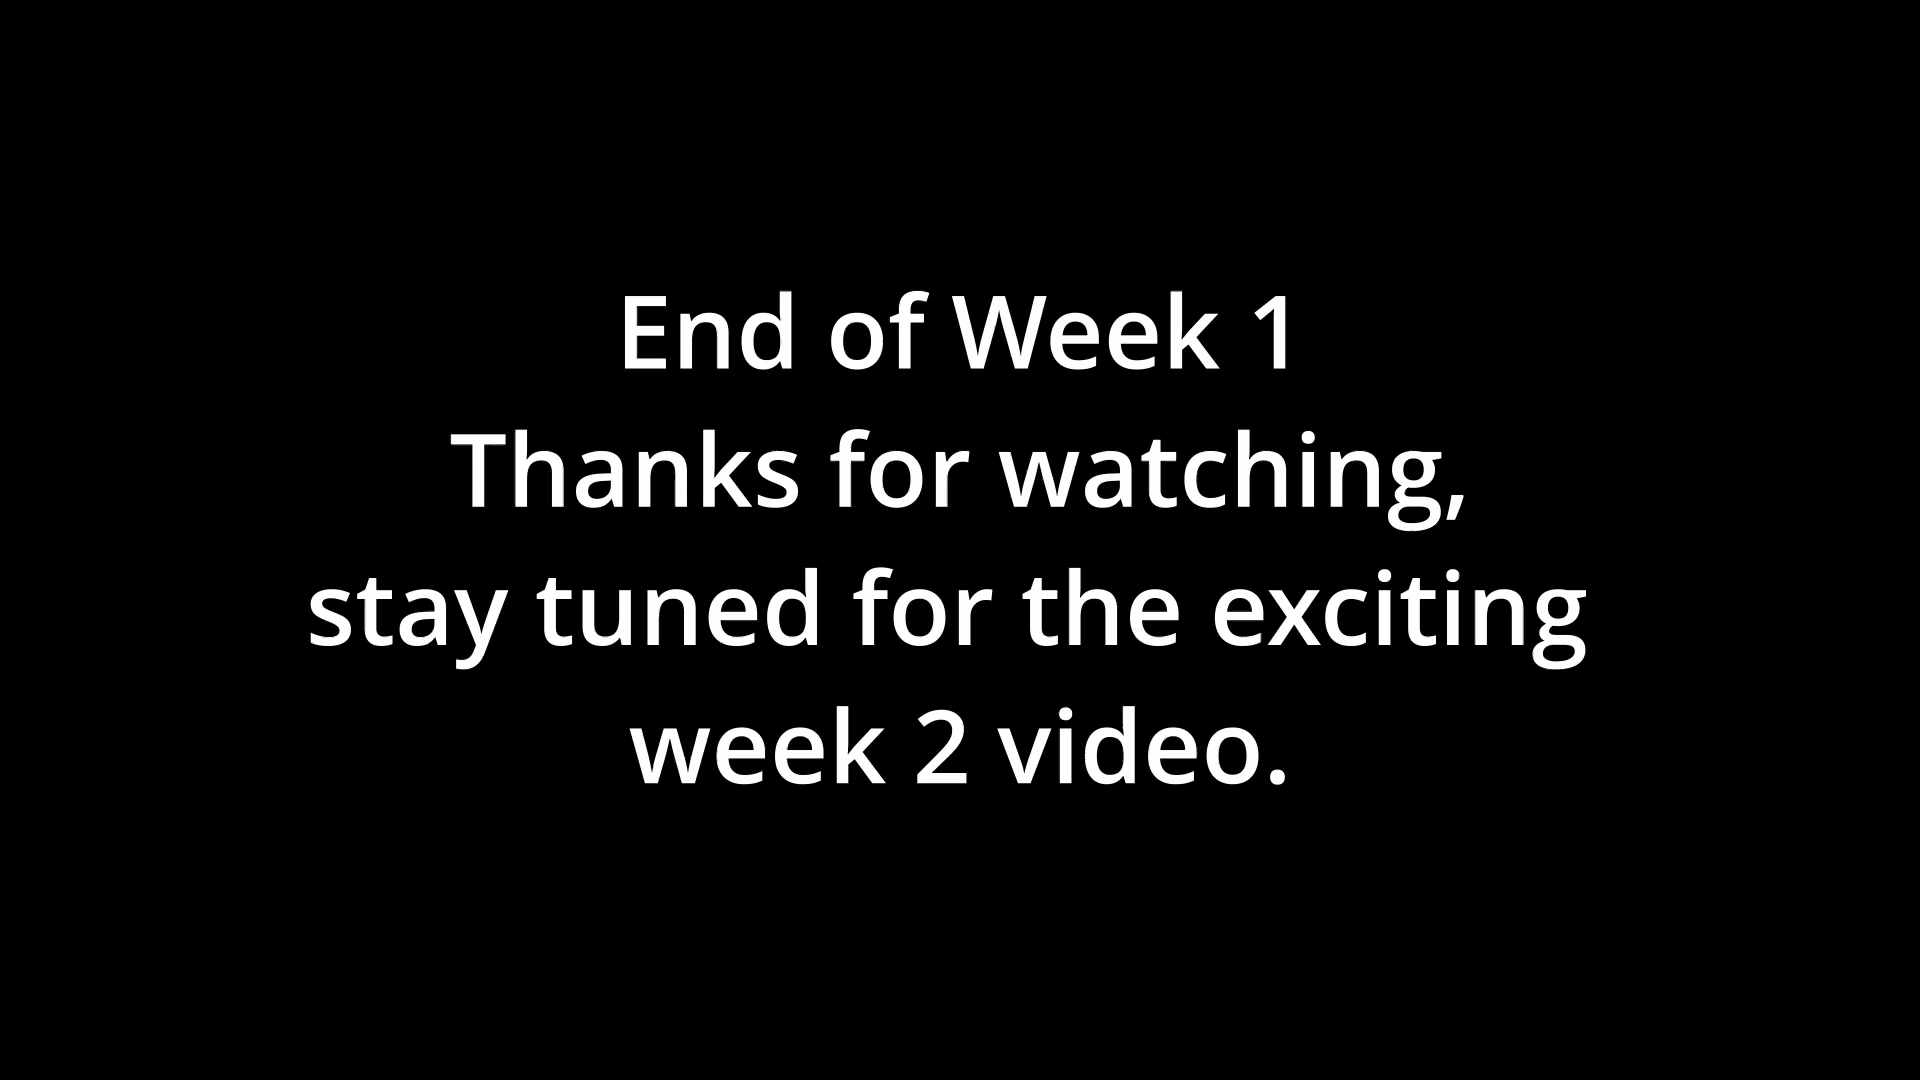 End of Week 1
Thanks for watching,
stay tuned for the exciting
week 2 video.